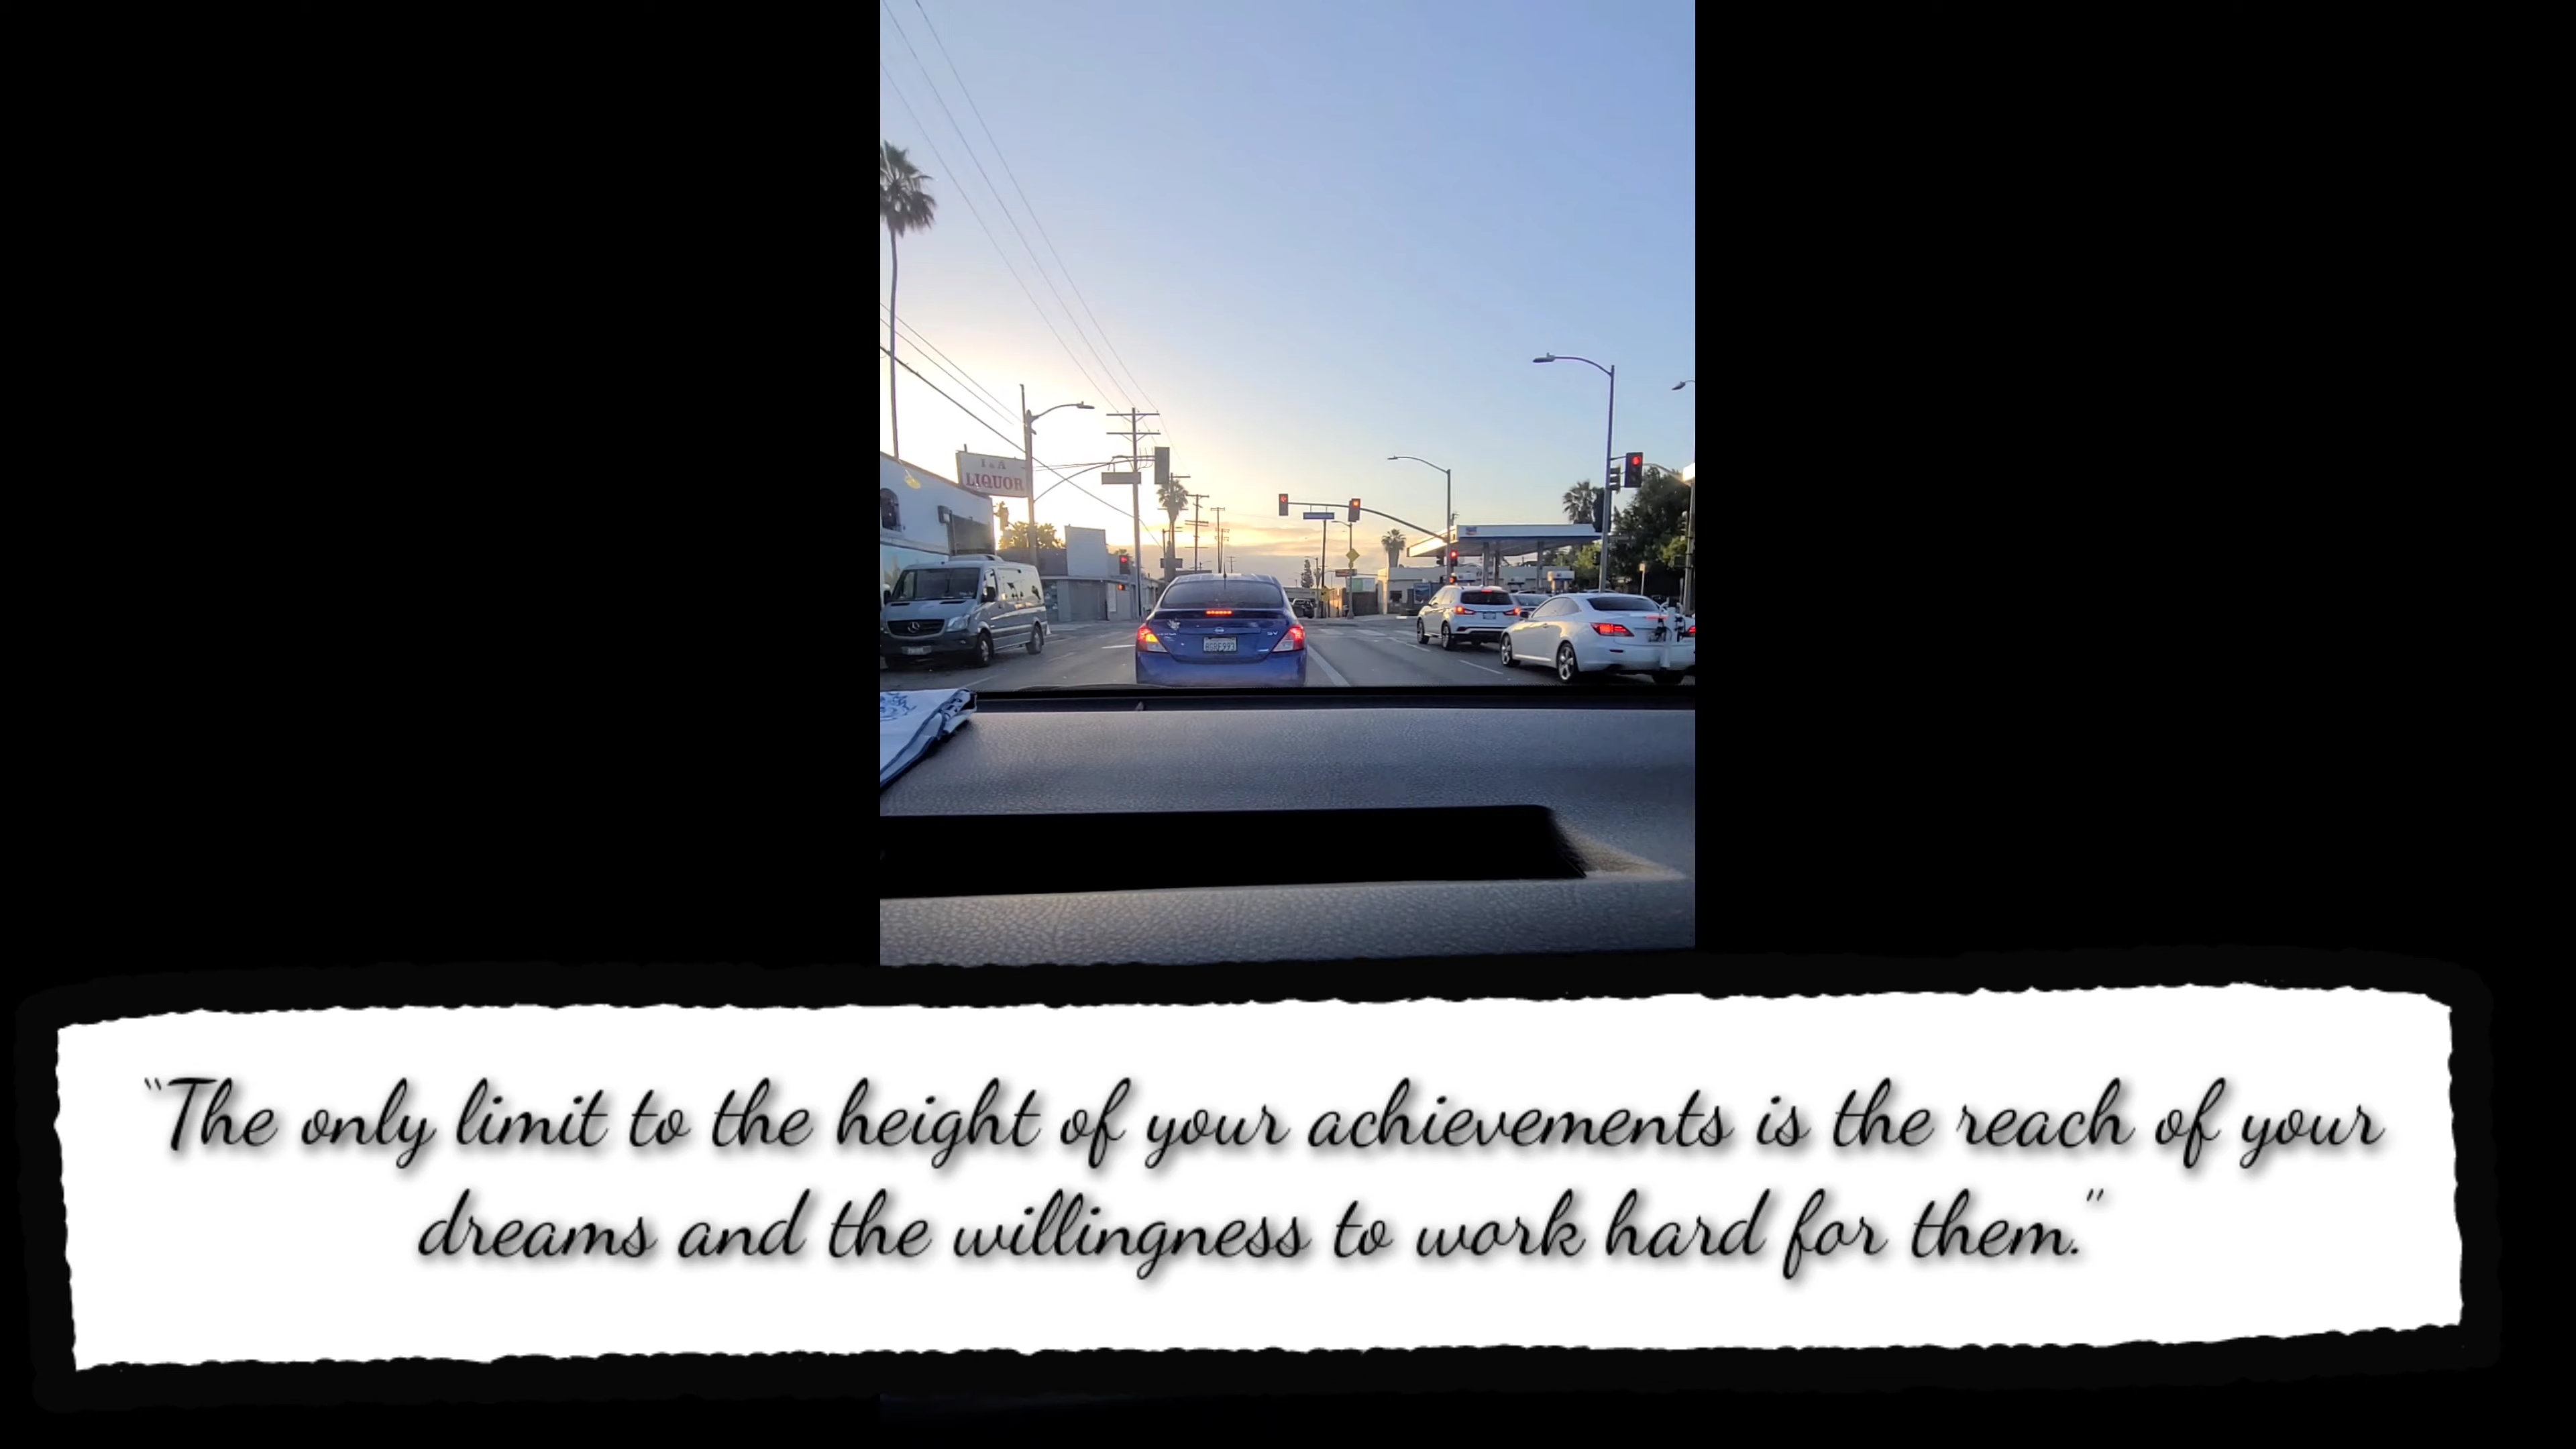 LIQUOR
“The only limit to the height of your achievements is the reach of your
dreams and the willingness to work hard for them.”